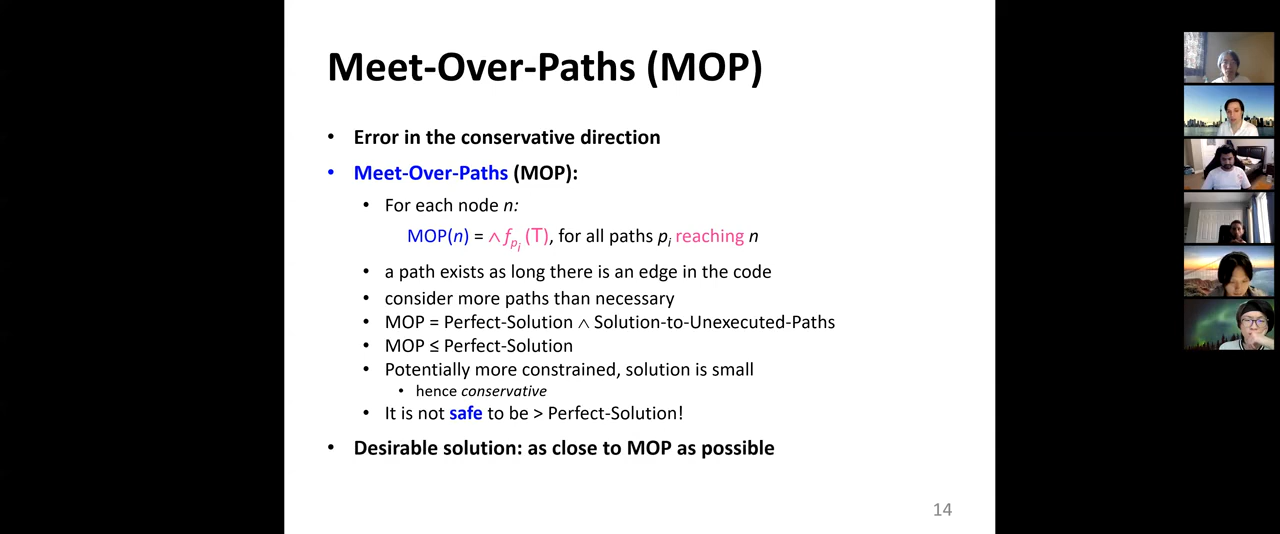 Meet-Over-Paths (MOP)
• Error in the conservative direction
• Meet-Over-Paths (MOP):
• For each node n:
MOP(n) = ∧ f_{p_i} (T), for all paths p_i reaching n
• a path exists as long there is an edge in the code
• consider more paths than necessary
• MOP = Perfect-Solution ∧ Solution-to-Unexecuted-Paths
• MOP ≤ Perfect-Solution
• Potentially more constrained, solution is small
• hence conservative
• It is not safe to be > Perfect-Solution!
• Desirable solution: as close to MOP as possible
14